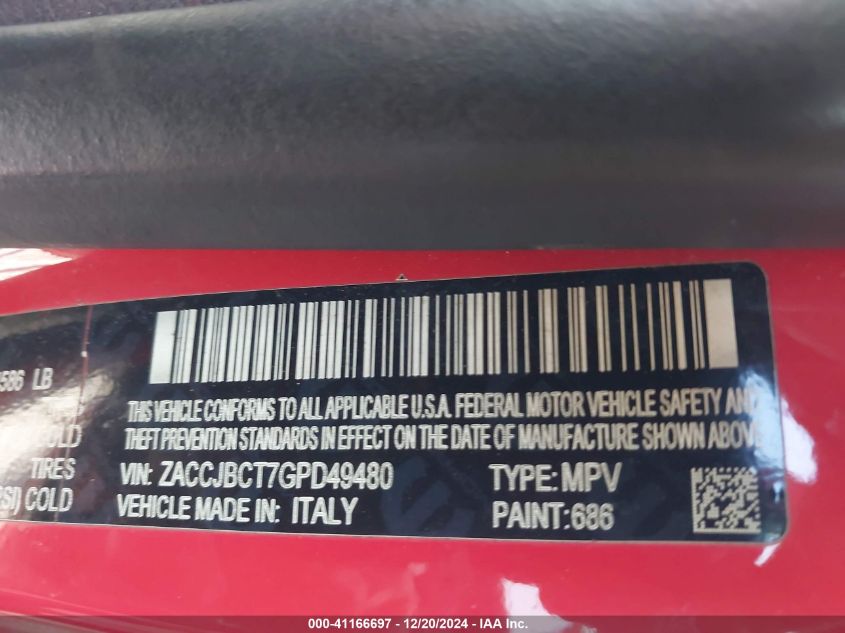 586 LB
THIS VEHICLE CONFORMS TO ALL APPLICABLE U.S.A. FEDERAL MOTOR VEHICLE SAFETY AND
THEFT PREVENTION STANDARDS IN EFFECT ON THE DATE OF MANUFACTURE SHOWN ABOVE
COLD
TIRES
VIN: ZACCJBCT7GPD49480 TYPE: MPV
SI) COLD
VEHICLE MADE IN: ITALY PAINT: 686
000-41166697 - 12/20/2024 - IAA Inc.